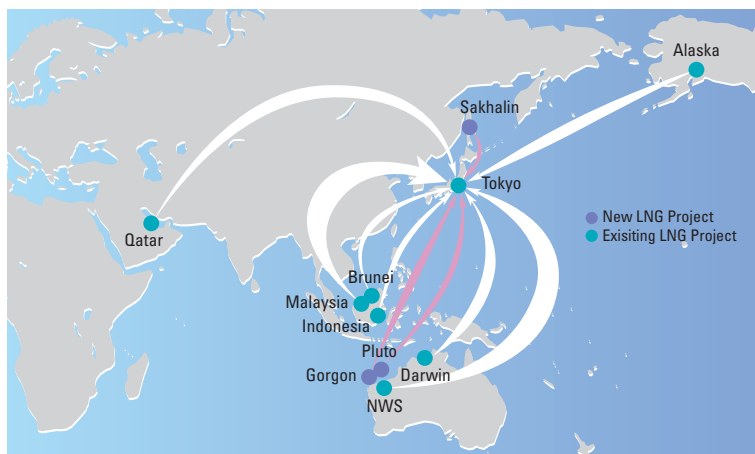 Alaska
Sakhalin
Tokyo
Qatar
New LNG Project
Exisiting LNG Project
Brunei
Malaysia
Indonesia
Pluto
Gorgon
Darwin
NWS